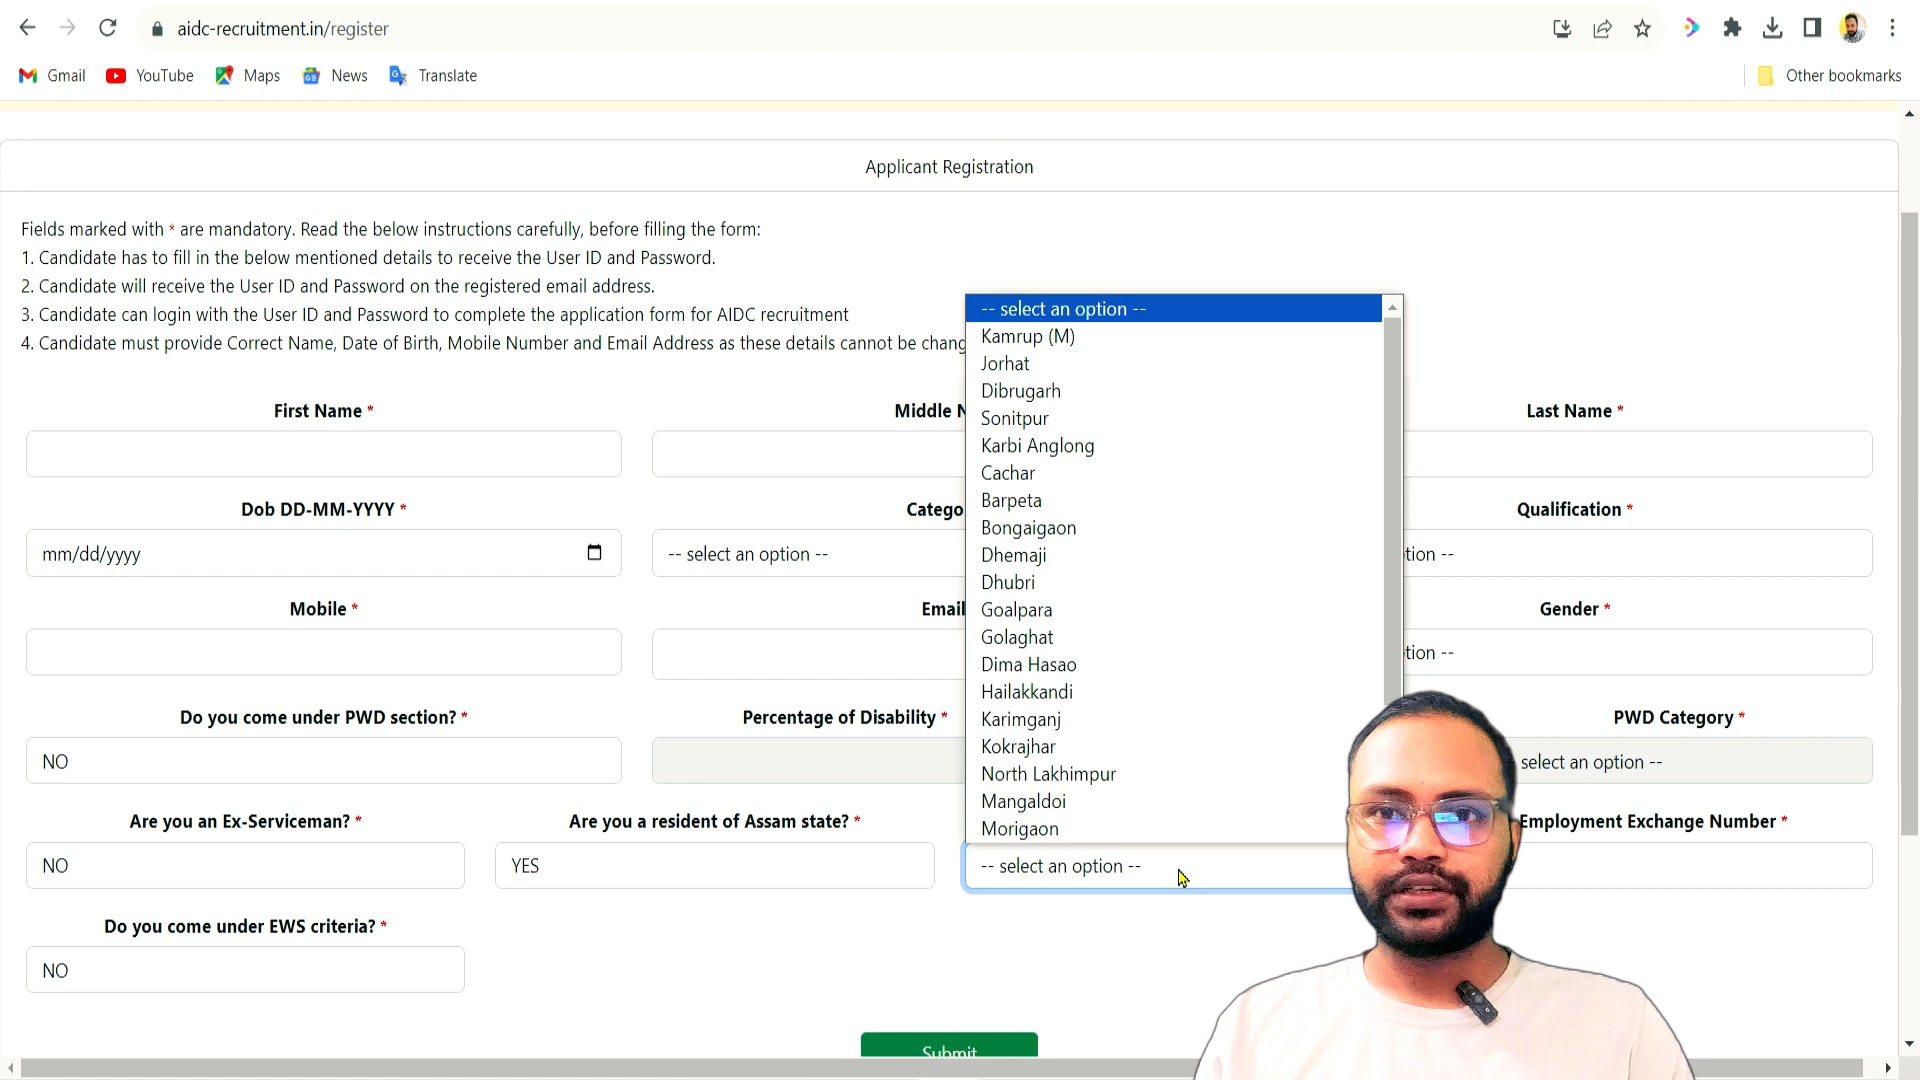 aidc-recruitment.in/register
Gmail
YouTube
Maps
News
Translate
Other bookmarks
Applicant Registration
Fields marked with * are mandatory. Read the below instructions carefully, before filling the form:
1. Candidate has to fill in the below mentioned details to receive the User ID and Password.
2. Candidate will receive the User ID and Password on the registered email address.
3. Candidate can login with the User ID and Password to complete the application form for AIDC recruitment
4. Candidate must provide Correct Name, Date of Birth, Mobile Number and Email Address as these details cannot be chang
First Name *
Middle N
Last Name *
Dob DD-MM-YYYY *
Catego
Qualification *
mm/dd/yyyy
-- select an option --
tion --
Mobile *
Email
Gender *
tion --
Do you come under PWD section? *
Percentage of Disability *
PWD Category *
NO
select an option --
Are you an Ex-Serviceman? *
Are you a resident of Assam state? *
Employment Exchange Number *
NO
YES
-- select an option --
Do you come under EWS criteria? *
NO
Submit
-- select an option --
Kamrup (M)
Jorhat
Dibrugarh
Sonitpur
Karbi Anglong
Cachar
Barpeta
Bongaigaon
Dhemaji
Dhubri
Goalpara
Golaghat
Dima Hasao
Hailakkandi
Karimganj
Kokrajhar
North Lakhimpur
Mangaldoi
Morigaon